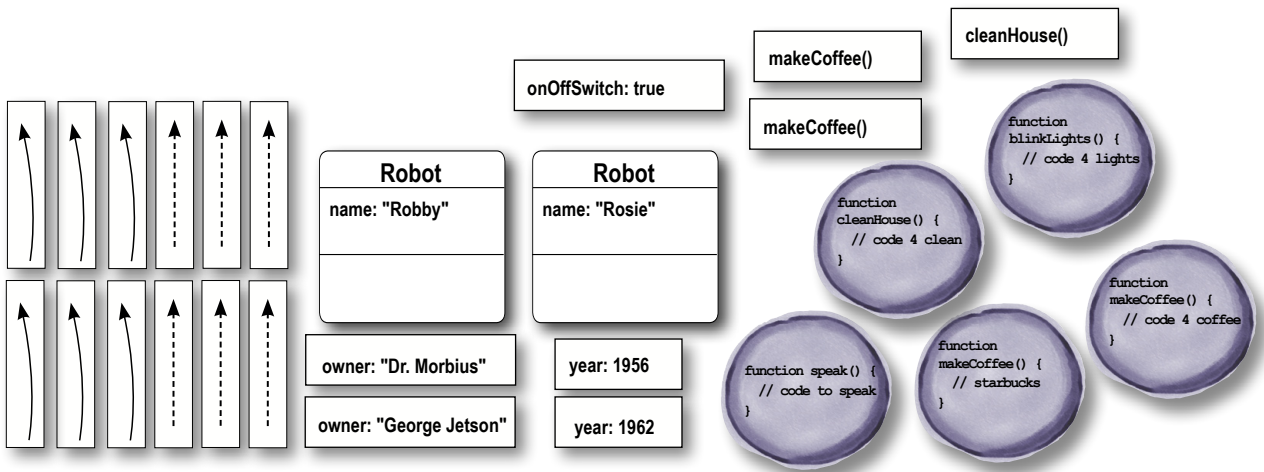 cleanHouse()
makeCoffee()
onOffSwitch: true
makeCoffee()
function
blinkLights() {
// code 4 lights
}
Robot
name: "Robby"
Robot
name: "Rosie"
function
cleanHouse() {
// code 4 clean
}
function
makeCoffee() {
// code 4 coffee
}
owner: "Dr. Morbius"
year: 1956
function speak() {
// code to speak
}
function
makeCoffee() {
// starbucks
}
owner: "George Jetson"
year: 1962